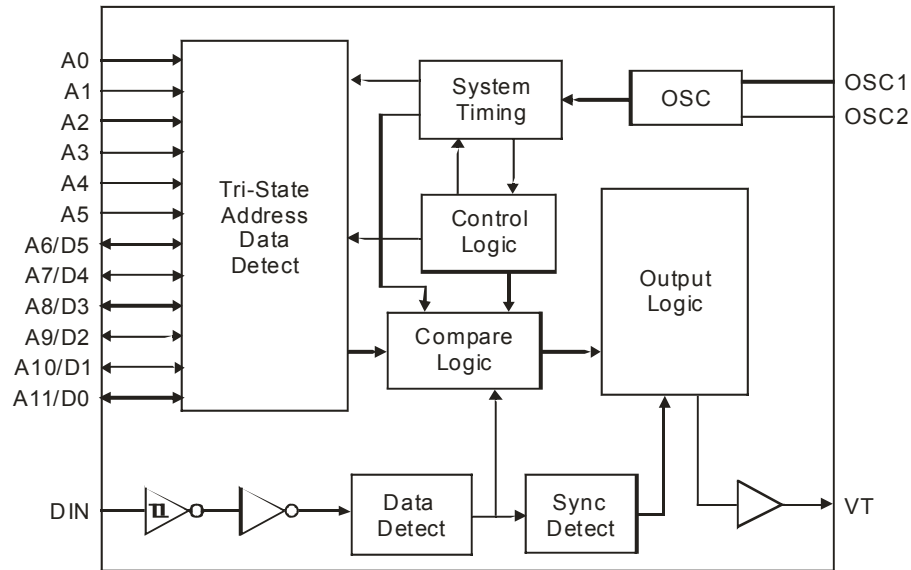 A0
A1
A2
A3
A4
A5
A6/D5
A7/D4
A8/D3
A9/D2
A10/D1
A11/D0
DIN
Tri-State
Address
Data
Detect
System
Timing
OSC
OSC1
OSC2
Control
Logic
Compare
Logic
Output
Logic
Data
Detect
Sync
Detect
VT